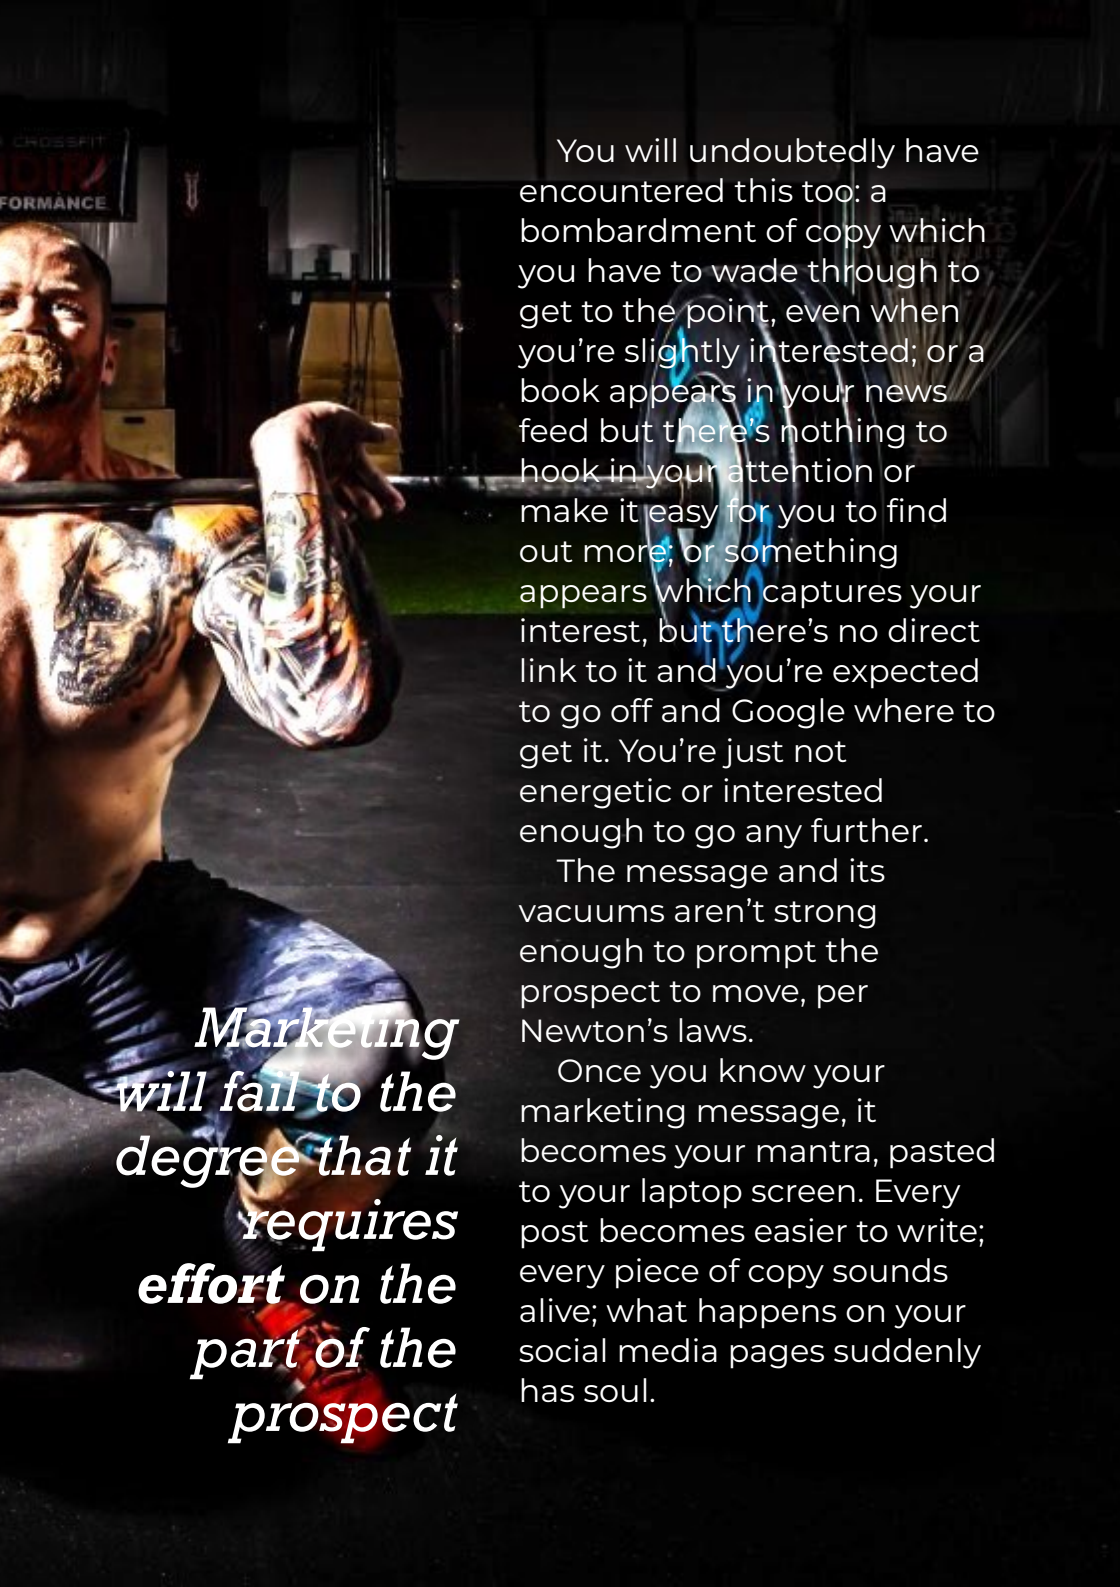 CROSSFIT
FORMANCE
You will undoubtedly have
encountered this too: a
bombardment of copy which
you have to wade through to
get to the point, even when
you’re slightly interested; or a
book appears in your news
feed but there’s nothing to
hook in your attention or
make it easy for you to find
out more; or something
appears which captures your
interest, but there’s no direct
link to it and you’re expected
to go off and Google where to
get it. You’re just not
energetic or interested
enough to go any further.
The message and its
vacuums aren’t strong
enough to prompt the
prospect to move, per
Newton’s laws.
Once you know your
marketing message, it
becomes your mantra, pasted
to your laptop screen. Every
post becomes easier to write;
every piece of copy sounds
alive; what happens on your
social media pages suddenly
has soul.
Marketing
will fail to the
degree that it
requires
effort on the
part of the
prospect